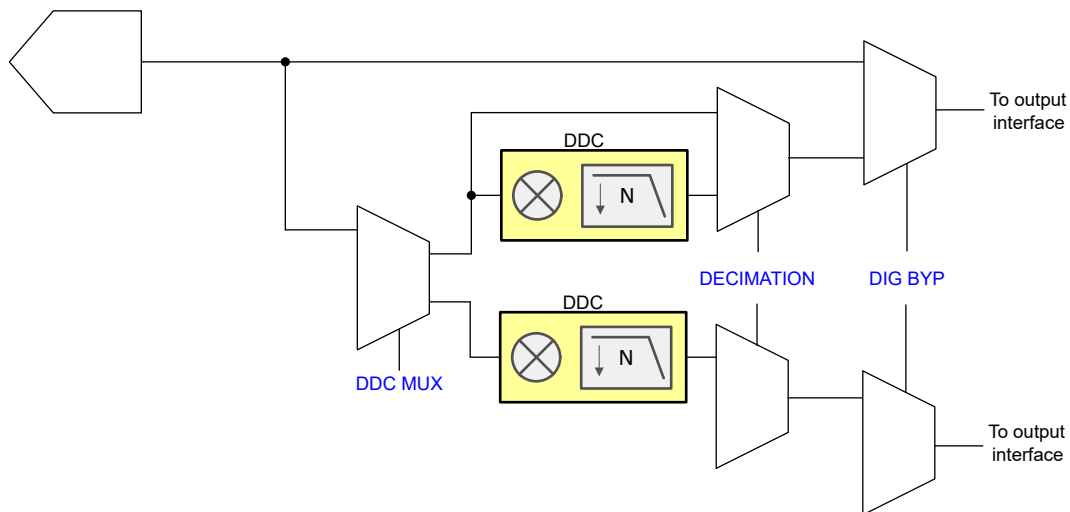 To output
interface
DDC
N
DECIMATION
DIG BYP
DDC
N
DDC MUX
To output
interface